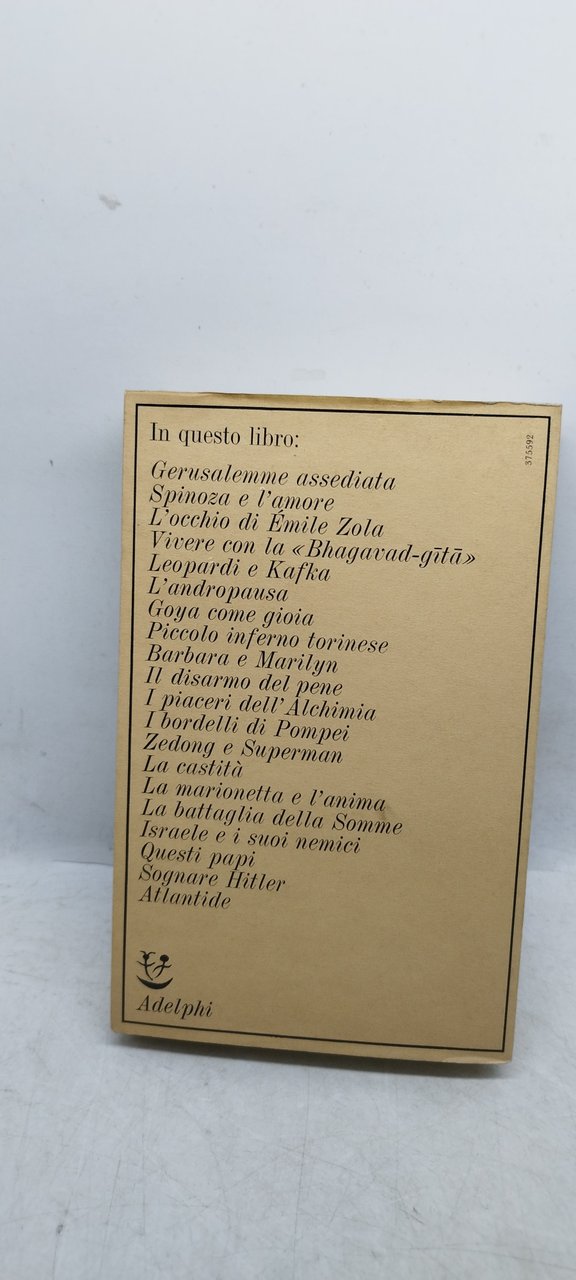 In questo libro:
375592
Gerusalemme assediata
Spinoza e l'amore
L'occhio di Émile Zola
Vivere con la «Bhagavad-gītā»
Leopardi e Kafka
L'andropausa
Goya come gioia
Piccolo inferno torinese
Barbara e Marilyn
Il disarmo del pene
I piaceri dell'Alchimia
I bordelli di Pompei
Zedong e Superman
La castità
La marionetta e l'anima
La battaglia della Somme
Israele e i suoi nemici
Questi papi
Sognare Hitler
Atlantide
Adelphi